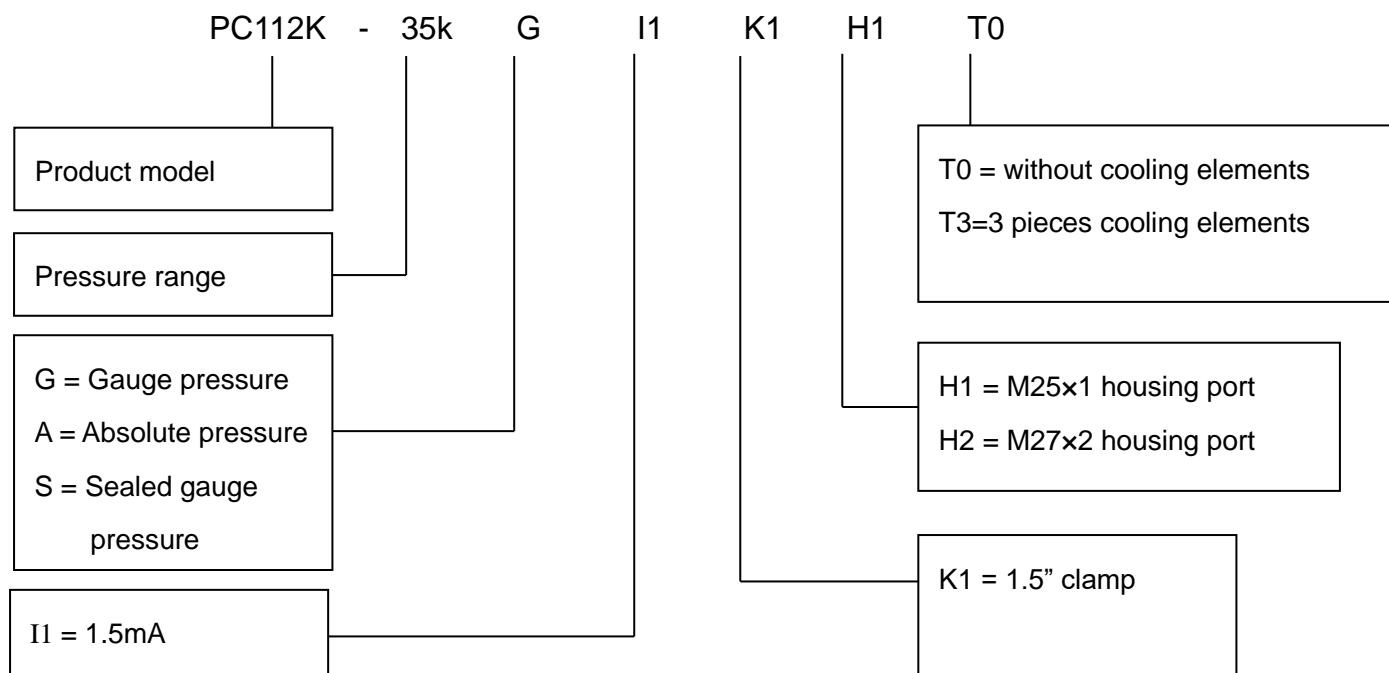 PC112K - 35k G I1 K1 H1 T0
Product model
Pressure range
G = Gauge pressure
A = Absolute pressure
S = Sealed gauge
pressure
I1 = 1.5mA
T0 = without cooling elements
T3=3 pieces cooling elements
H1 = M25×1 housing port
H2 = M27×2 housing port
K1 = 1.5” clamp